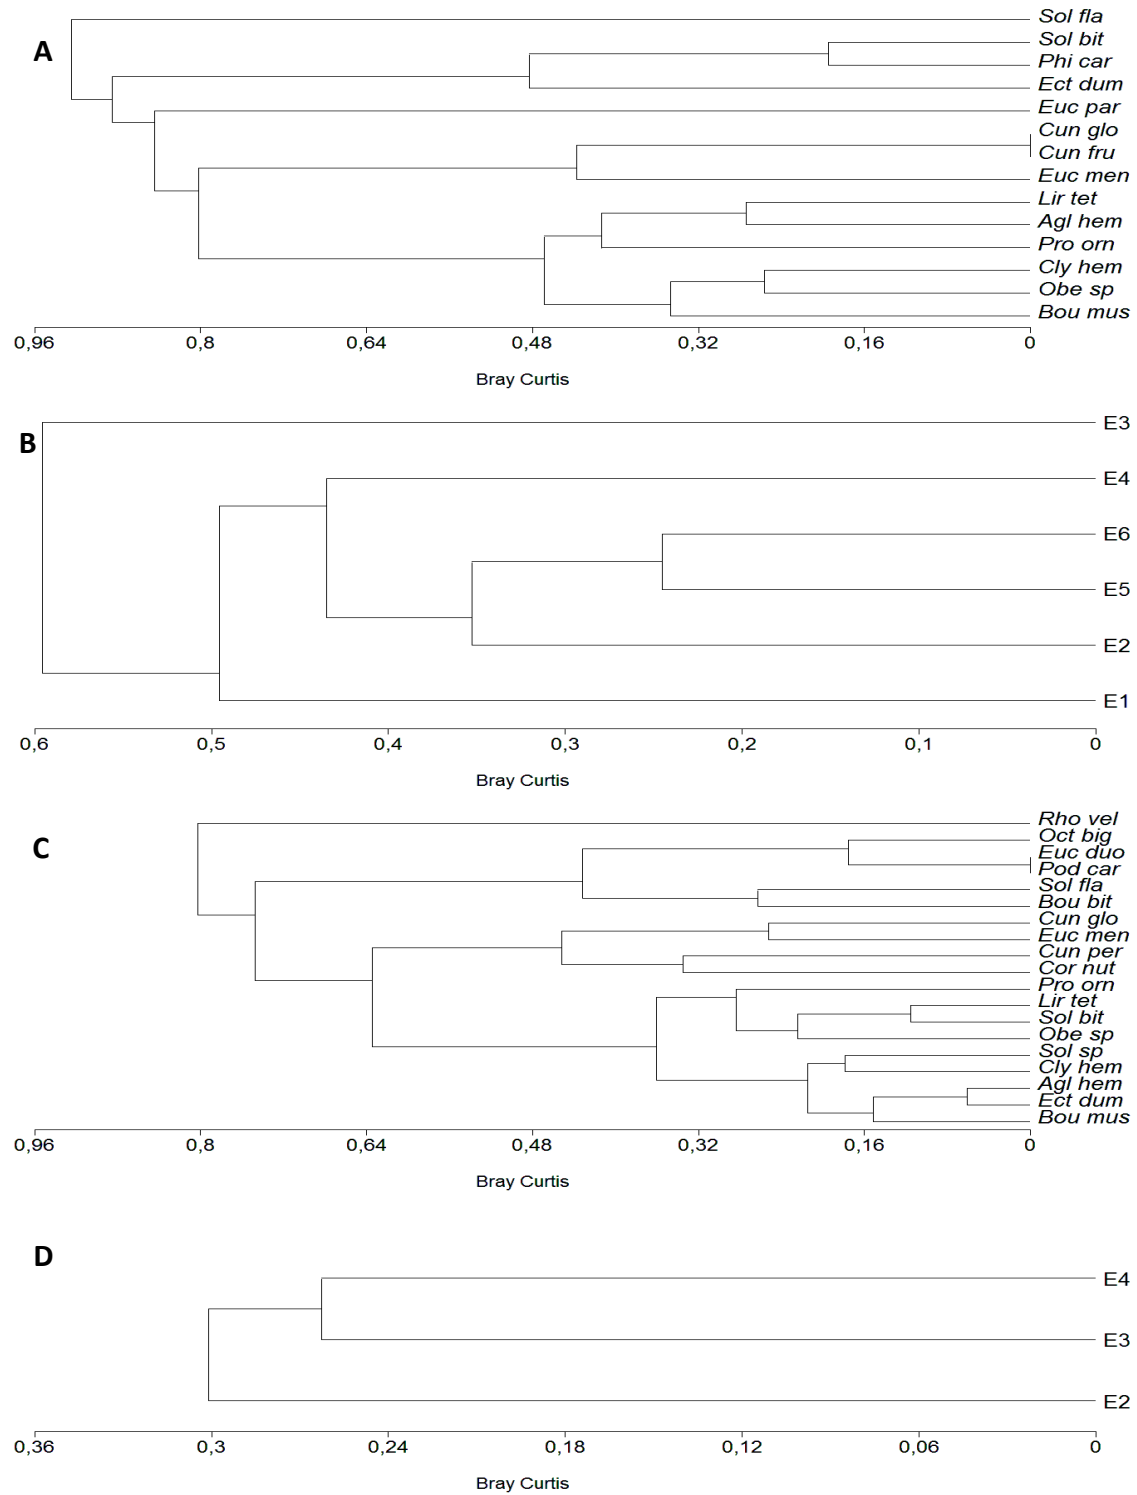 A
Sol fla
Sol bit
Phi car
Ect dum
Euc par
Cun glo
Cun fru
Euc men
Lir tet
Agl hem
Pro orn
Cly hem
Obe sp
Bou mus
0,96 0,8 0,64 0,48 0,32 0,16 0
Bray Curtis
B
E3
E4
E6
E5
E2
E1
0,6 0,5 0,4 0,3 0,2 0,1 0
Bray Curtis
C
Rho vel
Oct big
Euc duo
Pod car
Sol fla
Bou bit
Cun glo
Euc men
Cun per
Cor nut
Pro orn
Lir tet
Sol bit
Obe sp
Sol sp
Cly hem
Agl hem
Ect dum
Bou mus
0,96 0,8 0,64 0,48 0,32 0,16 0
Bray Curtis
D
E4
E3
E2
0,36 0,3 0,24 0,18 0,12 0,06 0
Bray Curtis